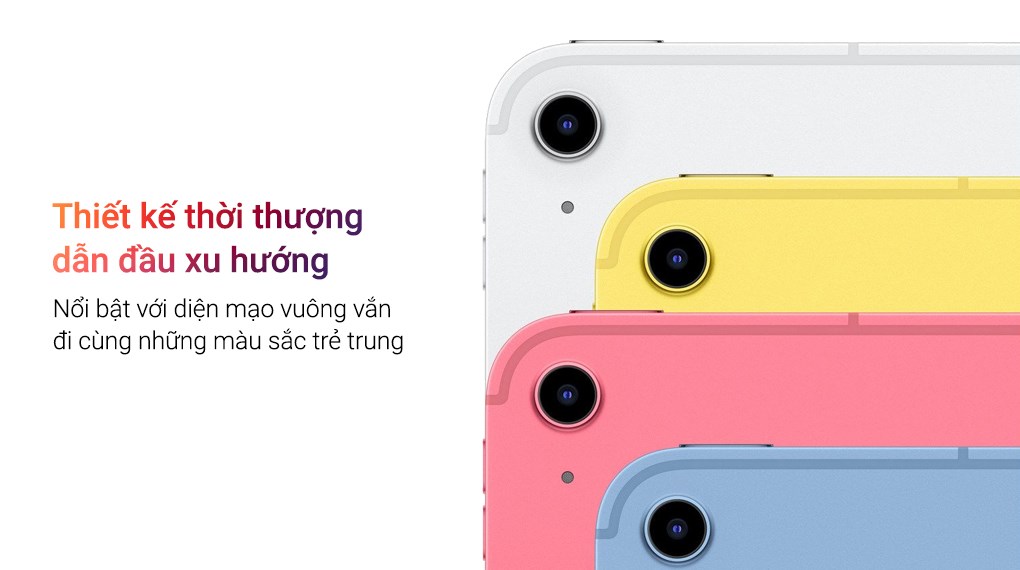 Thiết kế thời thượng
dẫn đầu xu hướng
Nổi bật với diện mạo vuông vắn
đi cùng những màu sắc trẻ trung